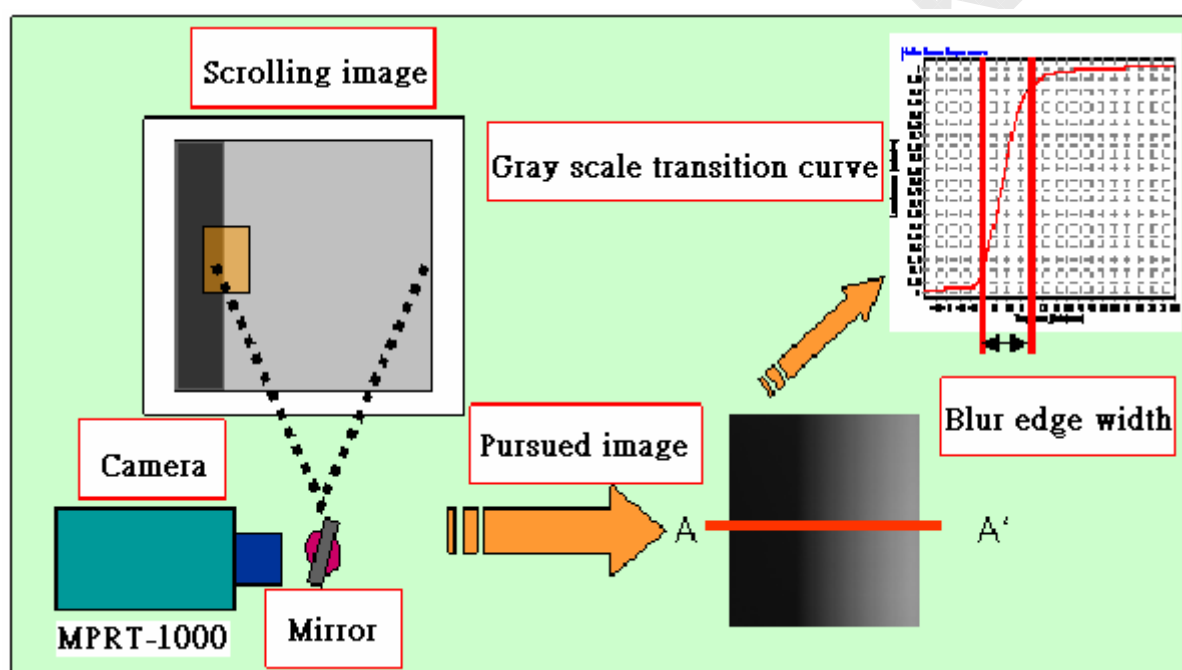 Scrolling image
Gray scale transition curve
Blur edge width
Camera
Pursued image
A
A'
Mirror
MPRT-1000